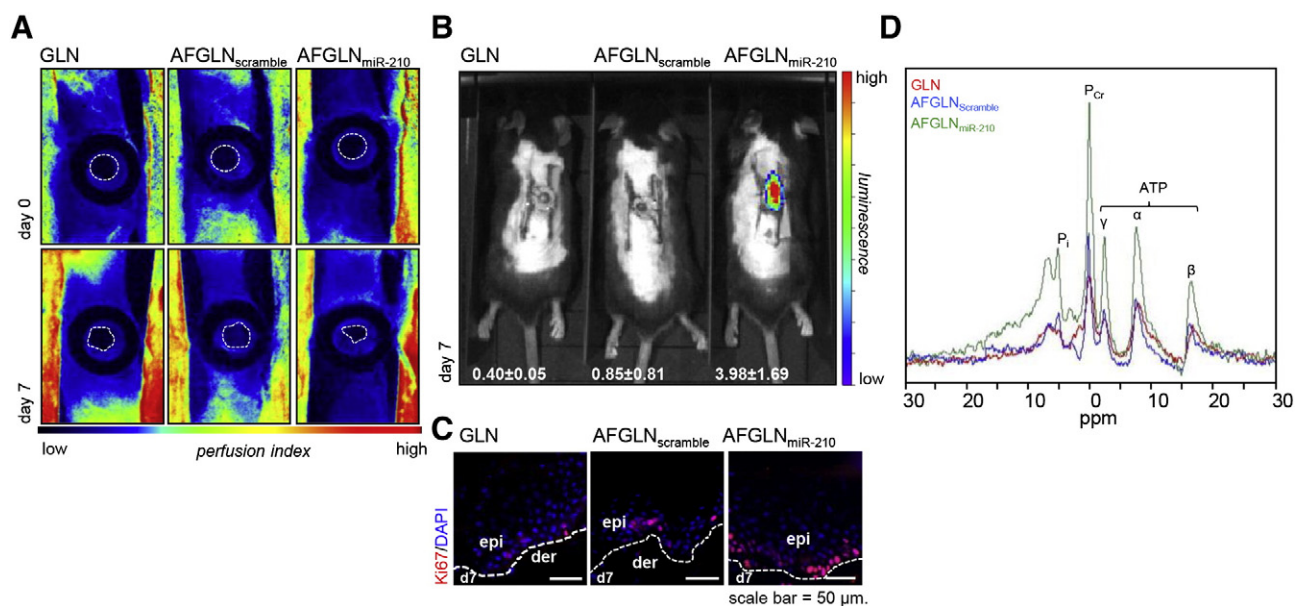 A
GLN AFGLNscramble AFGLNmiR-210
day 0
day 7
low perfusion index high
B
GLN AFGLNscramble AFGLNmiR-210
high
luminescence
low
day 7
0.40±0.05 0.85±0.81 3.98±1.69
C
GLN AFGLNscramble AFGLNmiR-210
Ki67/DAPI
epi der d7
epi der d7
epi d7
scale bar = 50 µm.
D
GLN
AFGLNScramble
AFGLNmiR-210
PCr
ATP
Pi γ α β
30 20 10 0 10 20 30
ppm